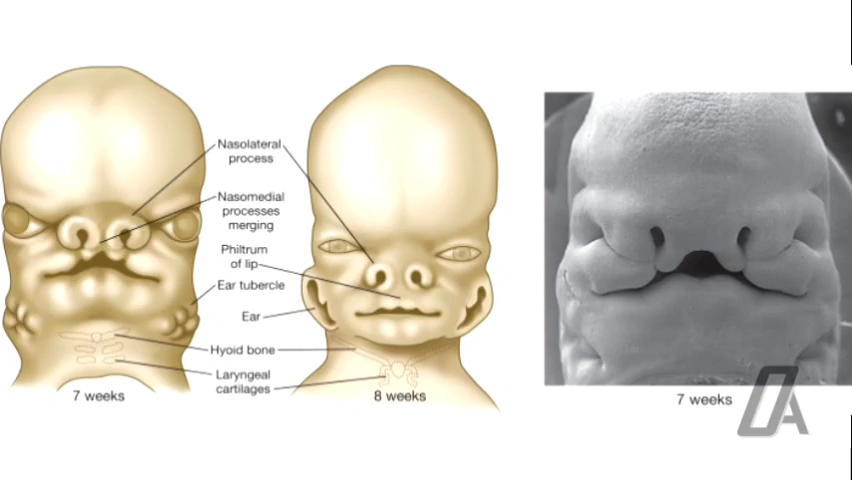 Nasolateral
process
Nasomedial
processes
merging
Philtrum
of lip
Ear tubercle
Ear
Hyoid bone
Laryngeal
cartilages
7 weeks
8 weeks
7 weeks